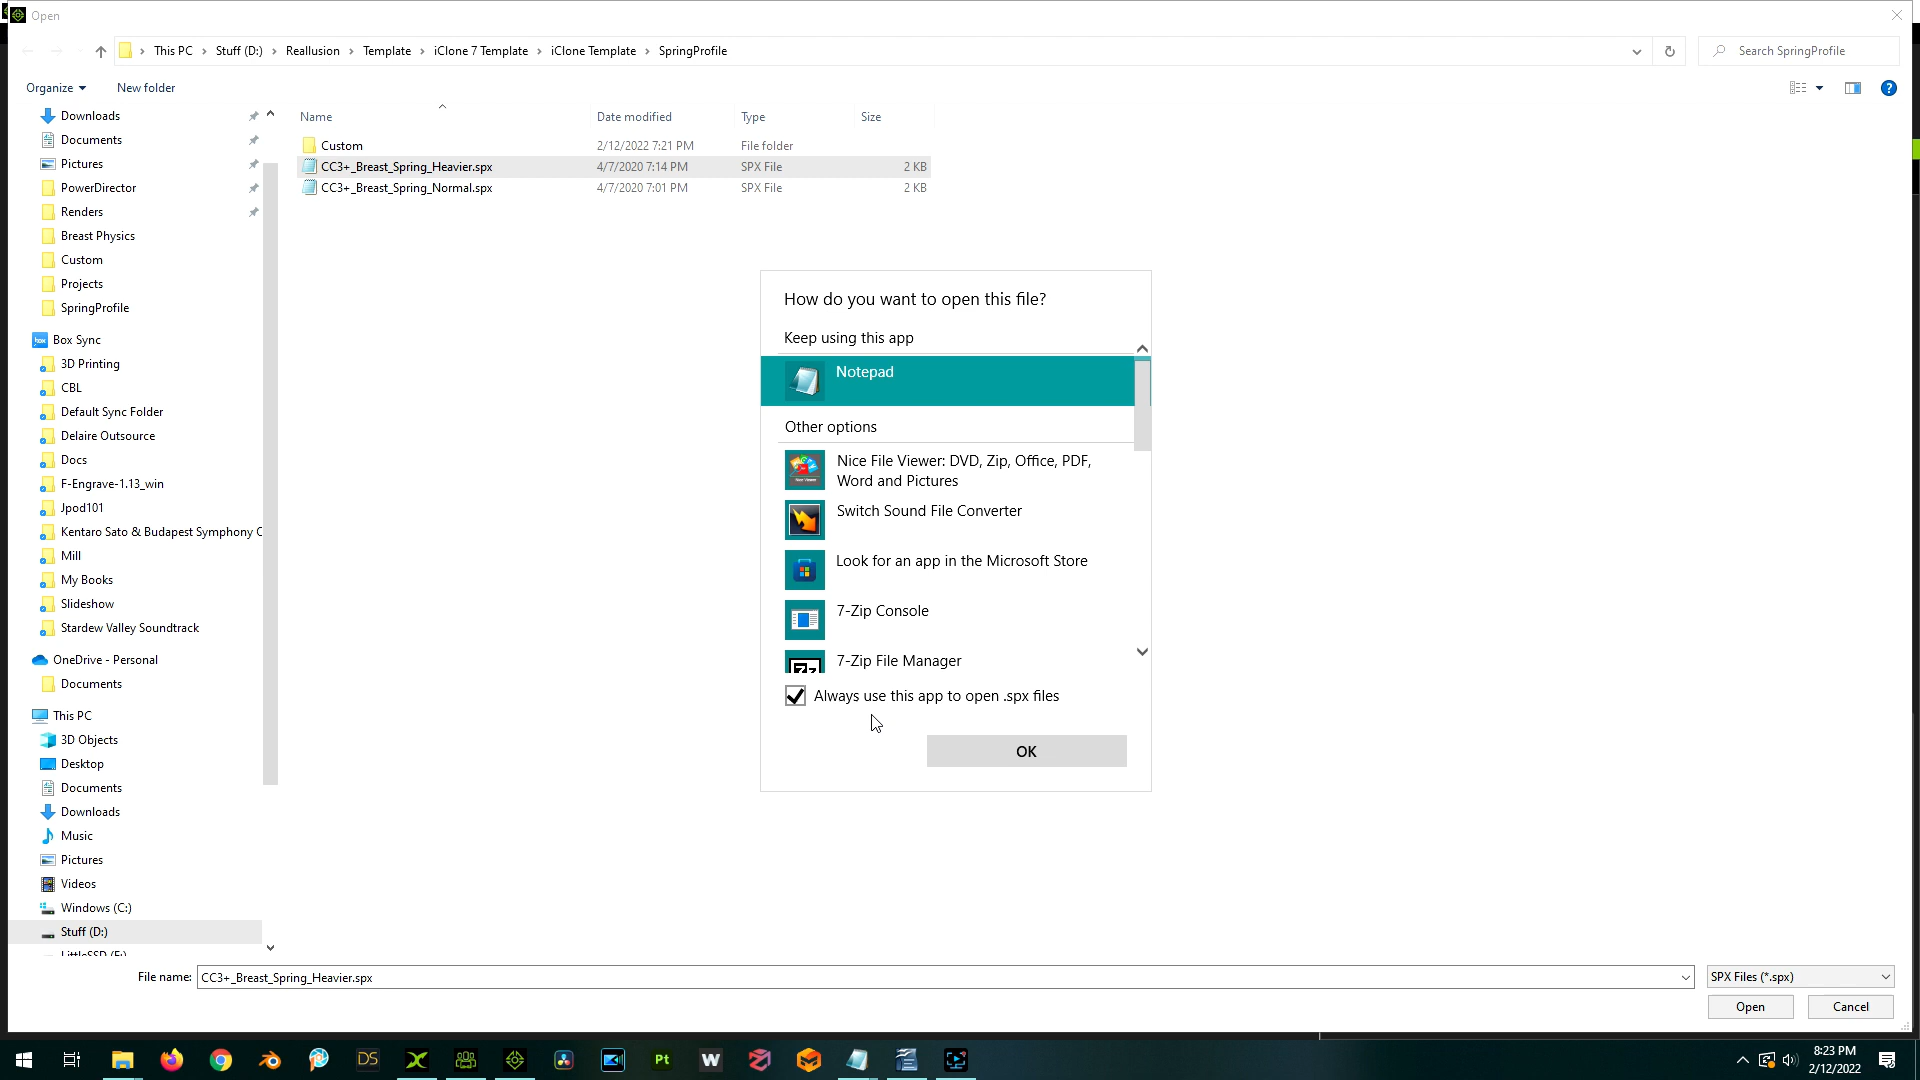 Open
This PC > Stuff (D:) > Reallusion > Template > iClone 7 Template > iClone Template > SpringProfile
Search SpringProfile
Organize
New folder
Name
Date modified
Type
Size
Custom
2/12/2022 7:21 PM
File folder
CC3+_Breast_Spring_Heavier.spx
4/7/2020 7:14 PM
SPX File
2 KB
CC3+_Breast_Spring_Normal.spx
4/7/2020 7:01 PM
SPX File
2 KB
Downloads
Documents
Pictures
PowerDirector
Renders
Breast Physics
Custom
Projects
SpringProfile
Box Sync
3D Printing
CBL
Default Sync Folder
Delaire Outsource
Docs
F-Engrave-1.13_win
Jpod101
Kentaro Sato & Budapest Symphony
Mill
My Books
Slideshow
Stardew Valley Soundtrack
OneDrive - Personal
Documents
This PC
3D Objects
Desktop
Documents
Downloads
Music
Pictures
Videos
Windows (C:)
Stuff (D:)
How do you want to open this file?
Keep using this app
Notepad
Other options
Nice File Viewer: DVD, Zip, Office, PDF,
Word and Pictures
Switch Sound File Converter
Look for an app in the Microsoft Store
7-Zip Console
7-Zip File Manager
Always use this app to open .spx files
OK
File name:
CC3+_Breast_Spring_Heavier.spx
SPX Files (*.spx)
Open
Cancel
DS
Pt
W
8:23 PM
2/12/2022